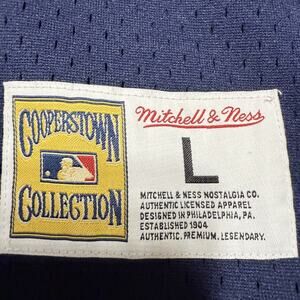 COOPERSTOWN
COLLECTION
Mitchell & Ness
L
MITCHELL & NESS NOSTALGIA CO.
AUTHENTIC LICENSED APPAREL
DESIGNED IN PHILADELPHIA, PA.
ESTABLISHED 1904
AUTHENTIC. PREMIUM. LEGENDARY.